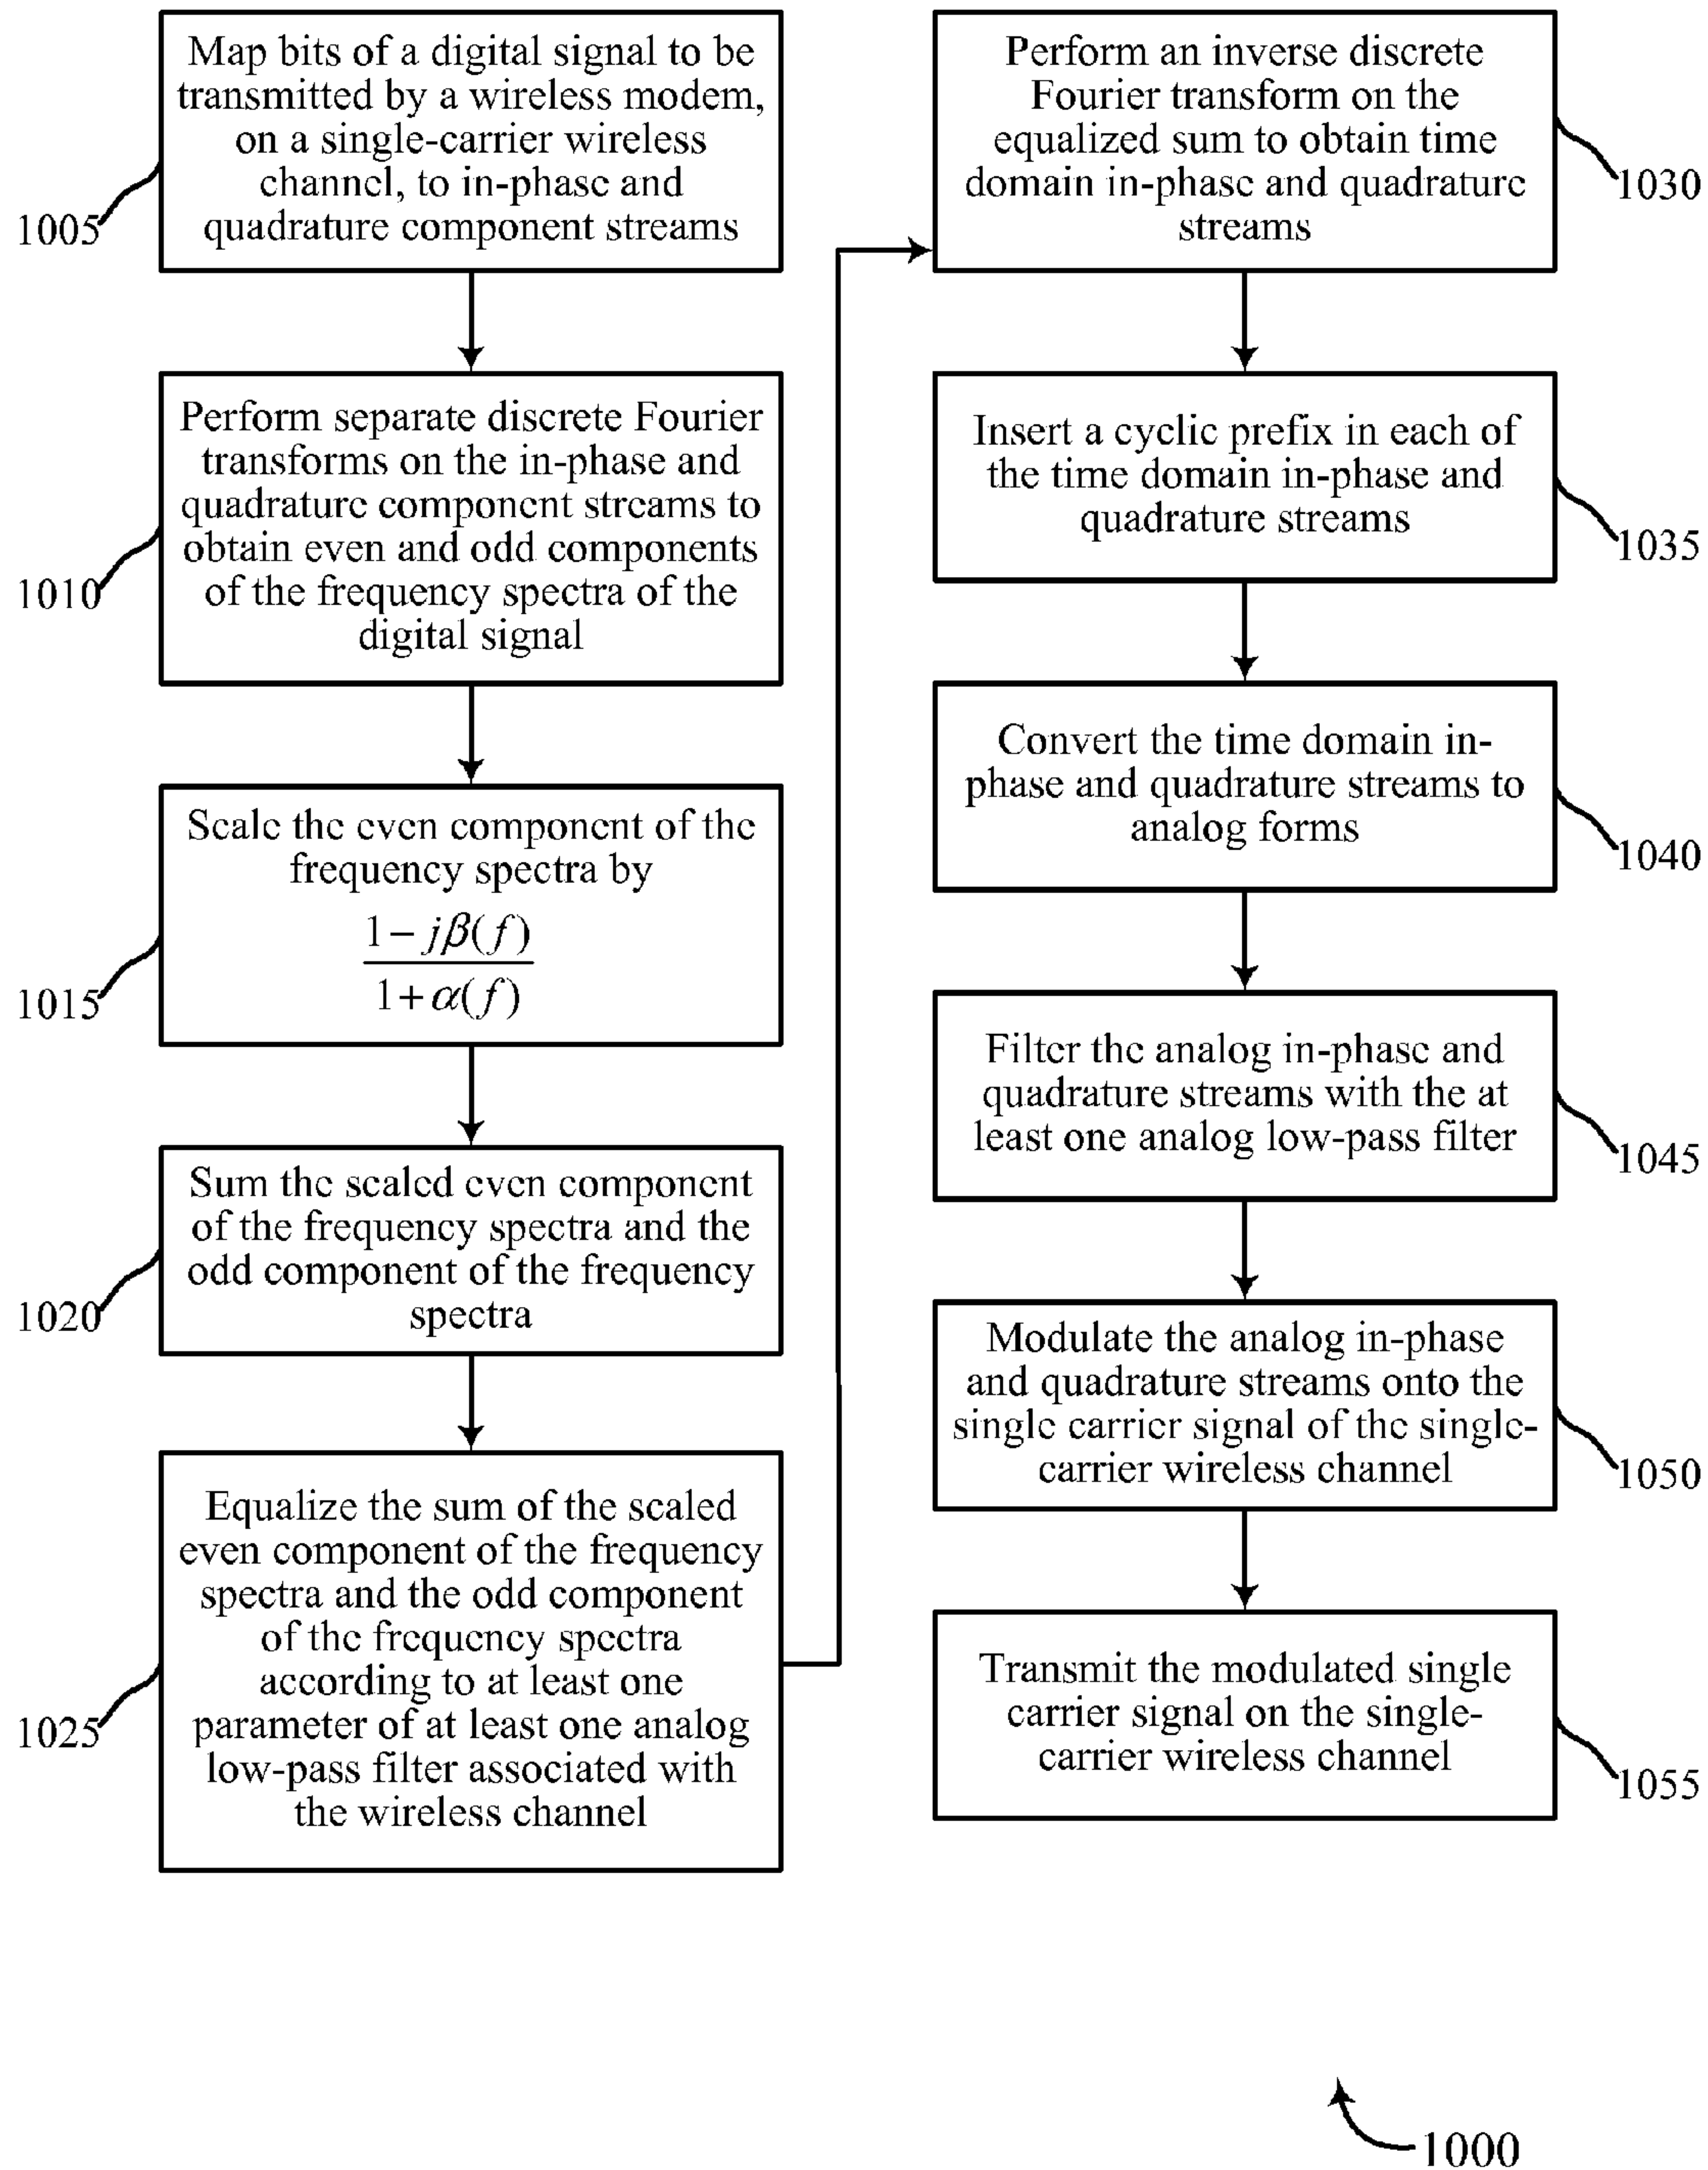 Map bits of a digital signal to be
transmitted by a wireless modem,
on a single-carrier wireless
channel, to in-phase and
quadrature component streams
1005
Perform separate discrete Fourier
transforms on the in-phase and
quadrature component streams to
obtain even and odd components
of the frequency spectra of the
digital signal
1010
Scale the even component of the
frequency spectra by
1 − jβ(f)
1 + α(f)
1015
Sum the scaled even component
of the frequency spectra and the
odd component of the frequency
spectra
1020
Equalize the sum of the scaled
even component of the frequency
spectra and the odd component
of the frequency spectra
according to at least one
parameter of at least one analog
low-pass filter associated with
the wireless channel
1025
Perform an inverse discrete
Fourier transform on the
equalized sum to obtain time
domain in-phase and quadrature
streams
1030
Insert a cyclic prefix in each of
the time domain in-phase and
quadrature streams
1035
Convert the time domain in-
phase and quadrature streams to
analog forms
1040
Filter the analog in-phase and
quadrature streams with the at
least one analog low-pass filter
1045
Modulate the analog in-phase
and quadrature streams onto the
single carrier signal of the single-
carrier wireless channel
1050
Transmit the modulated single
carrier signal on the single-
carrier wireless channel
1055
1000